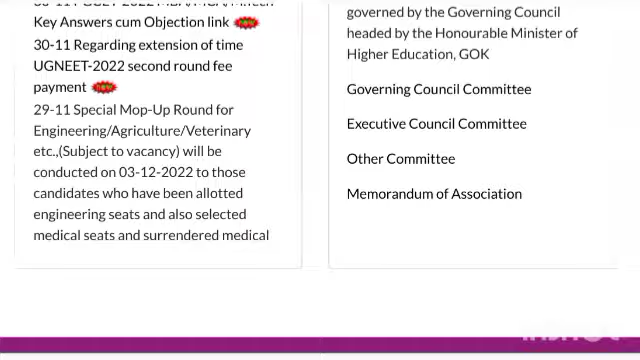 Key Answers cum Objection link new
30-11 Regarding extension of time
UGNEET-2022 second round fee
payment new
29-11 Special Mop-Up Round for
Engineering/Agriculture/Veterinary
etc.,(Subject to vacancy) will be
conducted on 03-12-2022 to those
candidates who have been allotted
engineering seats and also selected
medical seats and surrendered medical
governed by the Governing Council
headed by the Honourable Minister of
Higher Education, GOK
Governing Council Committee
Executive Council Committee
Other Committee
Memorandum of Association